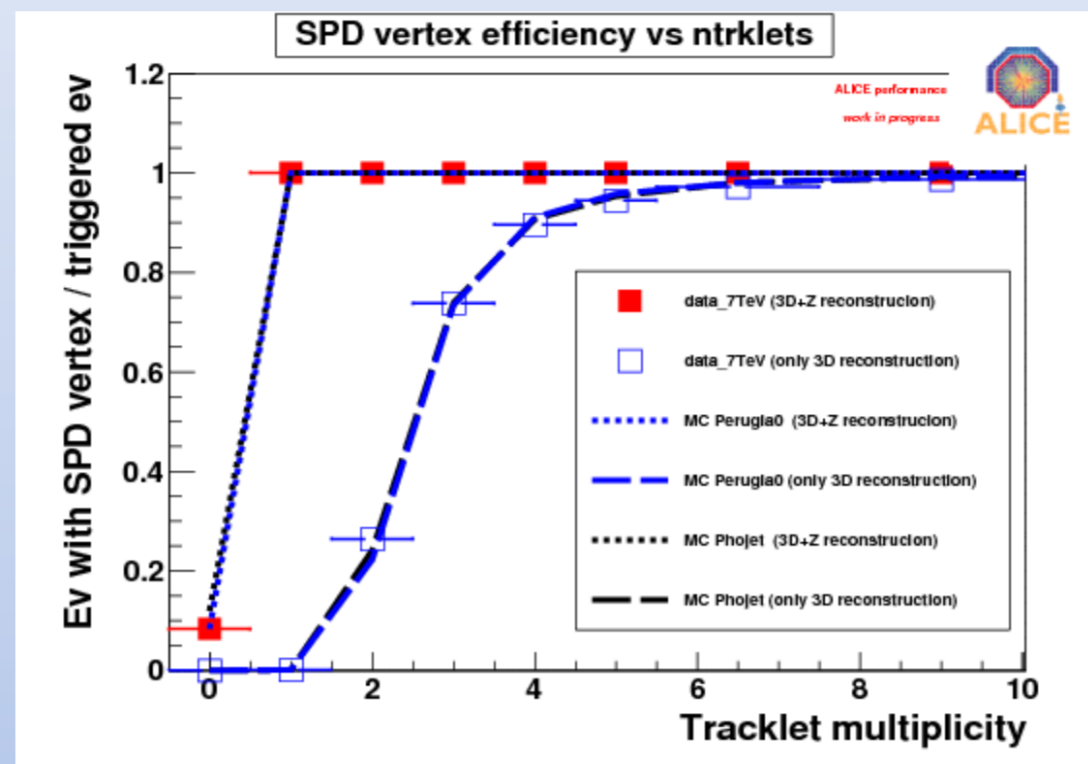 SPD vertex efficiency vs ntrklets
ALICE performance
work in progress
ALICE
Ev with SPD vertex / triggered ev
1.2
1
0.8
0.6
0.4
0.2
0
data_7TeV (3D+Z reconstrucion)
data_7TeV (only 3D reconstruction)
MC Perugia0 (3D+Z reconstrucion)
MC Perugia0 (only 3D reconstruction)
MC Phojet (3D+Z reconstrucion)
MC Phojet (only 3D reconstruction)
0 2 4 6 8 10
Tracklet multiplicity